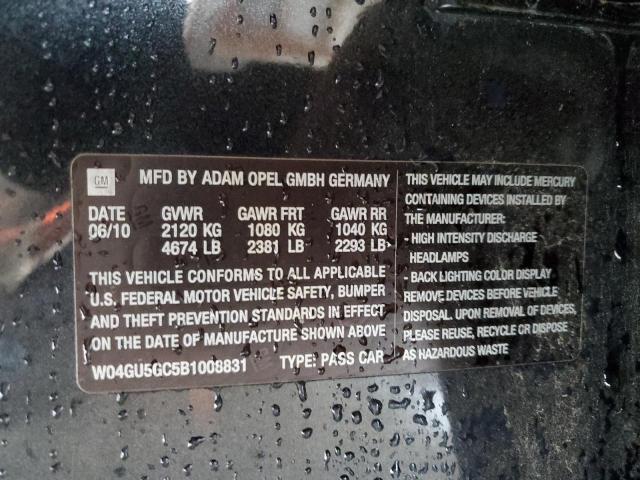 GM
MFD BY ADAM OPEL GMBH GERMANY
DATE GVWR GAWR FRT GAWR RR
06/10 2120 KG 1080 KG 1040 KG
4674 LB 2381 LB 2293 LB
THIS VEHICLE CONFORMS TO ALL APPLICABLE
U.S. FEDERAL MOTOR VEHICLE SAFETY, BUMPER
AND THEFT PREVENTION STANDARDS IN EFFECT
ON THE DATE OF MANUFACTURE SHOWN ABOVE
W04GU5GC5B1008831 TYPE: PASS CAR
THIS VEHICLE MAY INCLUDE MERCURY
CONTAINING DEVICES INSTALLED BY
THE MANUFACTURER:
- HIGH INTENSITY DISCHARGE
HEADLAMPS
- BACK LIGHTING COLOR DISPLAY
REMOVE DEVICES BEFORE VEHICLE
DISPOSAL. UPON REMOVAL OF DEVICES,
PLEASE REUSE, RECYCLE OR DISPOSE
AS HAZARDOUS WASTE